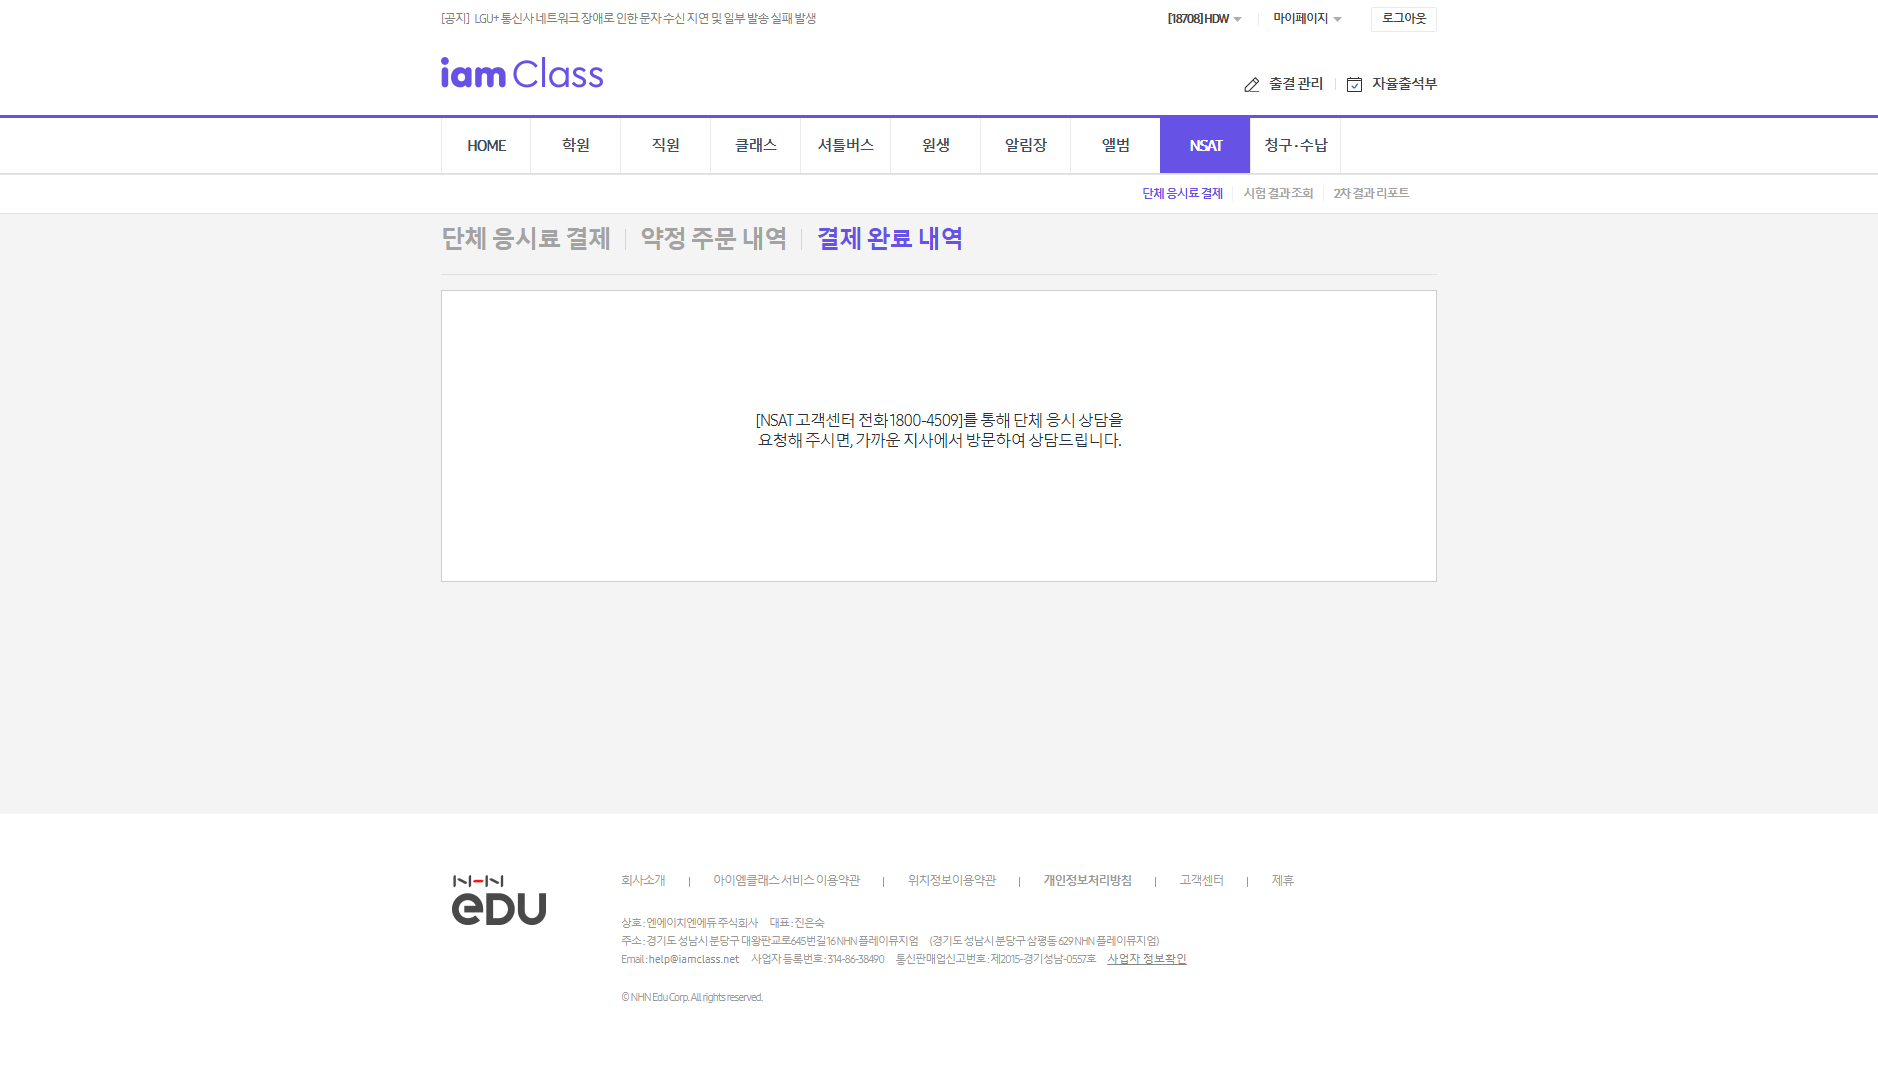 [공지] LGU+ 통신사 네트워크 장애로 인한 문자 수신 지연 및 일부 발송 실패 발생
[18708] HDW 마이페이지 로그아웃
iam Class
출결 관리 자율출석부
HOME 학원 직원 클래스 셔틀버스 원생 알림장 앨범 NSAT 청구·수납
단체 응시료 결제 시험 결과 조회 2차 결과 리포트
단체 응시료 결제 약정 주문 내역 결제 완료 내역
[NSAT 고객센터 전화 1800-4509]를 통해 단체 응시 상담을
요청해 주시면, 가까운 지사에서 방문하여 상담드립니다.
NHN edu
회사소개 | 아이엠클래스 서비스 이용약관 | 위치정보이용약관 | 개인정보처리방침 | 고객센터 | 제휴
상호 : 엔에이치엔에듀 주식회사 대표 : 진은숙
주소 : 경기도 성남시 분당구 대왕판교로645번길 16 NHN 플레이뮤지엄 (경기도 성남시 분당구 삼평동 629 NHN 플레이뮤지엄)
Email : help@iamclass.net 사업자 등록번호 : 314-86-38490 통신판매업신고번호 : 제2015-경기성남-0557호 사업자 정보확인
© NHN Edu Corp. All rights reserved.